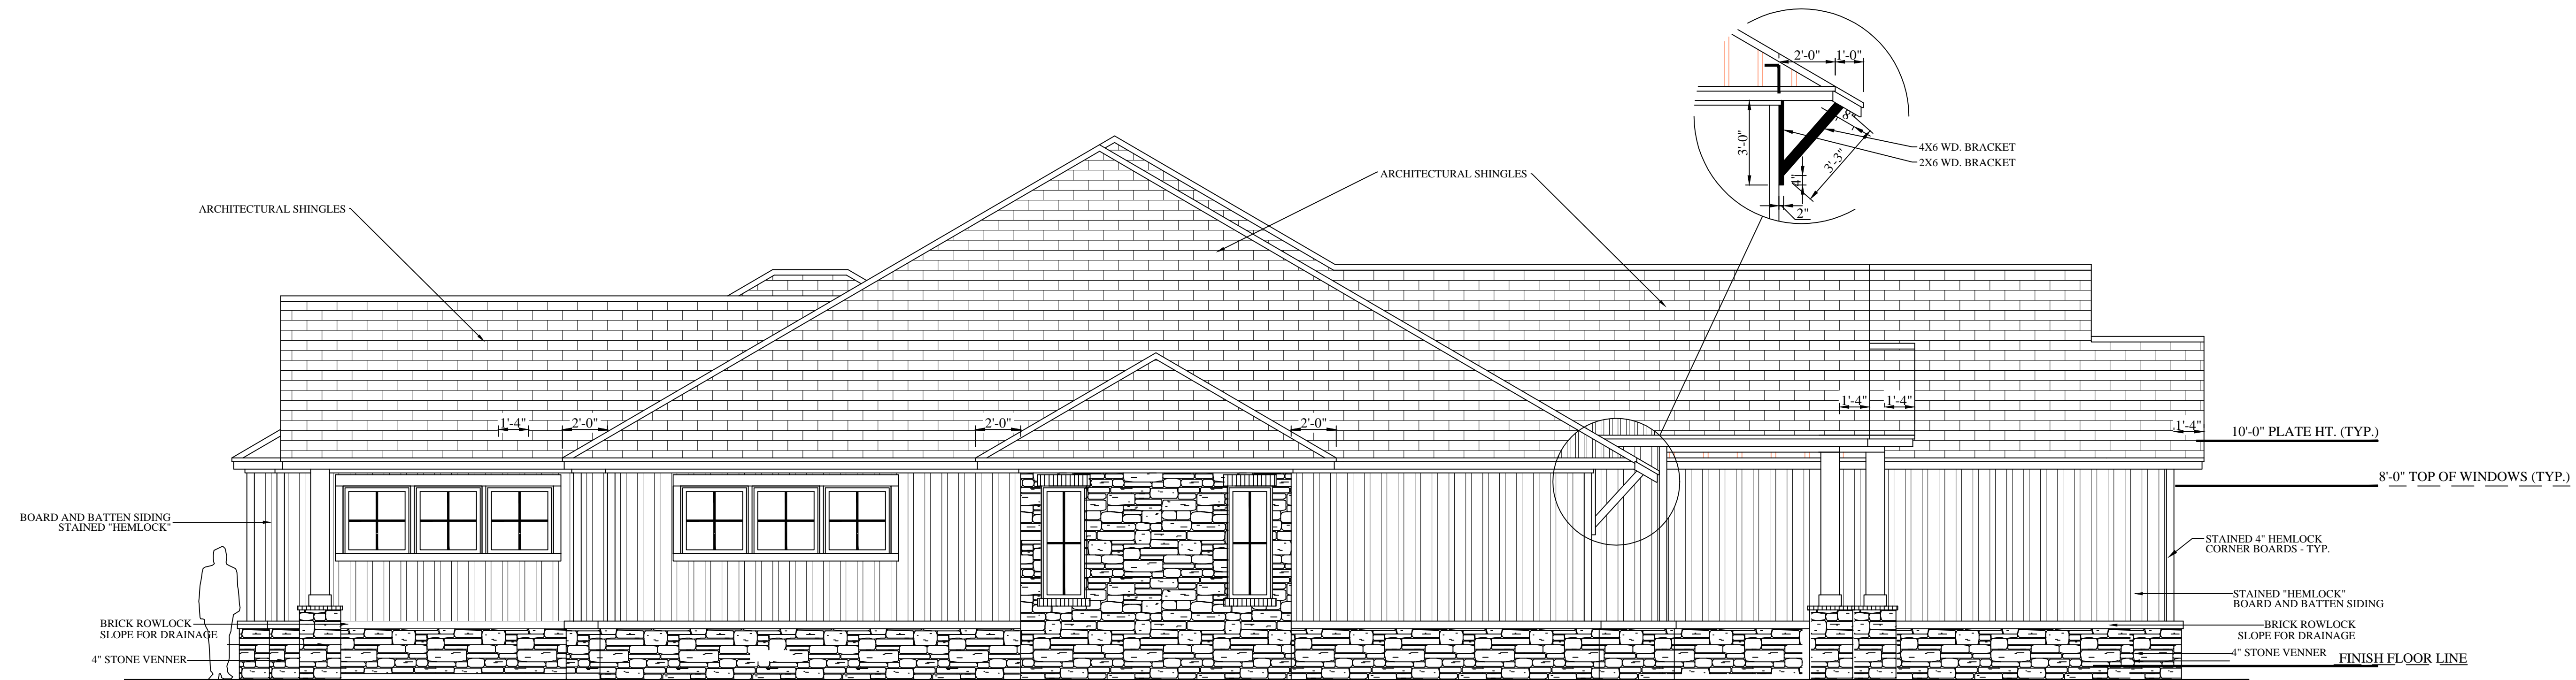 2'-0" 1'-0"
8"
3'-0"
3'-3"
4"
2"
4X6 WD. BRACKET
2X6 WD. BRACKET
ARCHITECTURAL SHINGLES
ARCHITECTURAL SHINGLES
1'-4"
2'-0"
2'-0"
2'-0"
1'-4"
1'-4"
1'-4"
10'-0" PLATE HT. (TYP.)
8'-0" TOP OF WINDOWS (TYP.)
BOARD AND BATTEN SIDING
STAINED "HEMLOCK"
STAINED 4" HEMLOCK
CORNER BOARDS - TYP.
STAINED "HEMLOCK"
BOARD AND BATTEN SIDING
BRICK ROWLOCK
SLOPE FOR DRAINAGE
BRICK ROWLOCK
SLOPE FOR DRAINAGE
4" STONE VENNER
4" STONE VENNER
FINISH FLOOR LINE